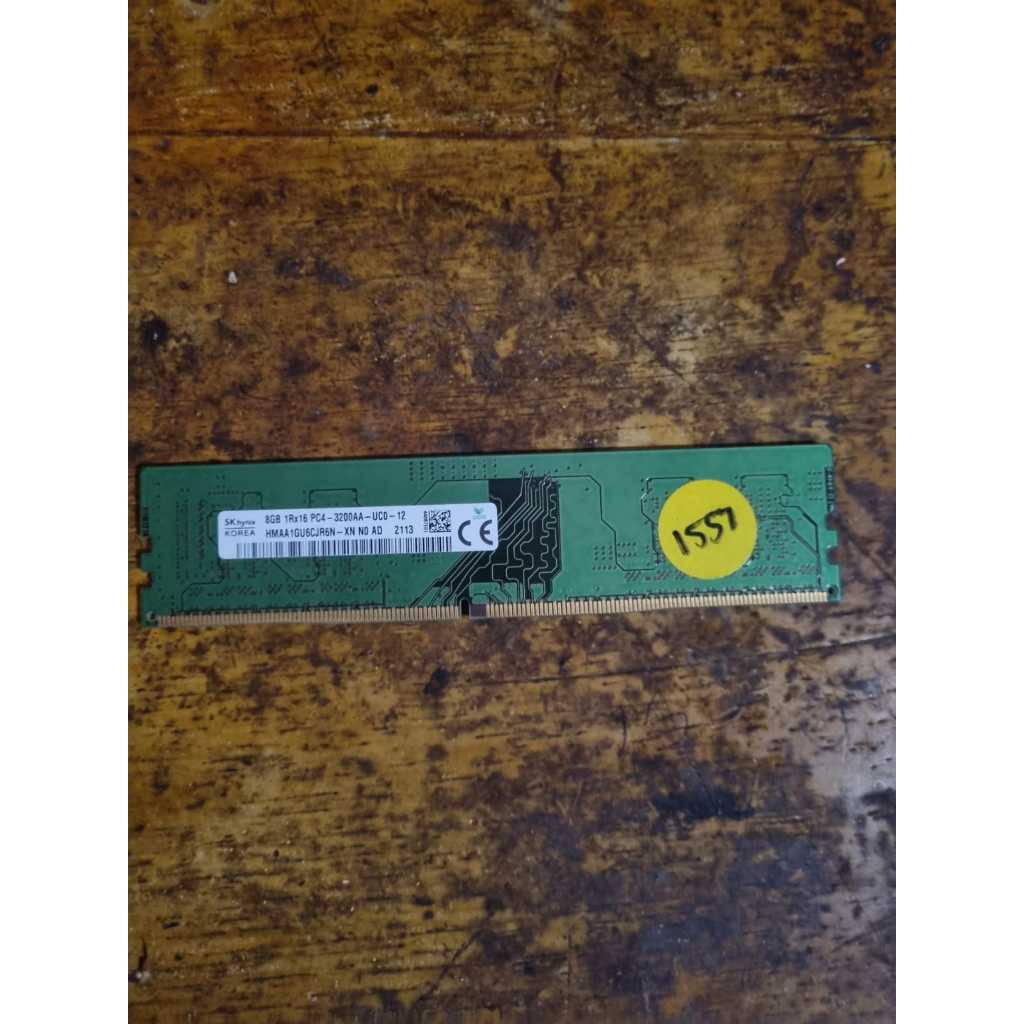 SK hynix
KOREA
8GB 1Rx16 PC4-3200AA-UC0-12
HMAA1GU6CJR6N-XN N0 AD 2113
CE
1557